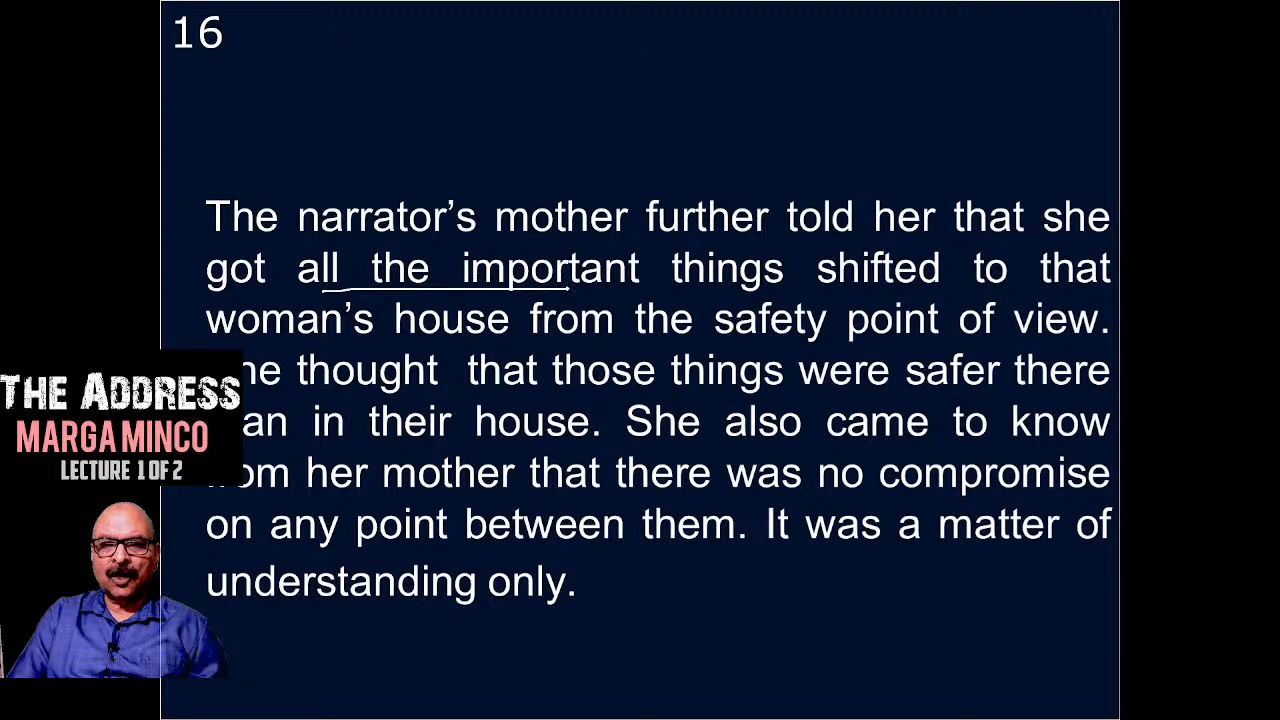 16
The narrator’s mother further told her that she
got all the important things shifted to that
woman’s house from the safety point of view.
thought that those things were safer there
in their house. She also came to know
her mother that there was no compromise
on any point between them. It was a matter of
understanding only.
THE ADDRESS
MARGA MINCO
LECTURE 1 OF 2